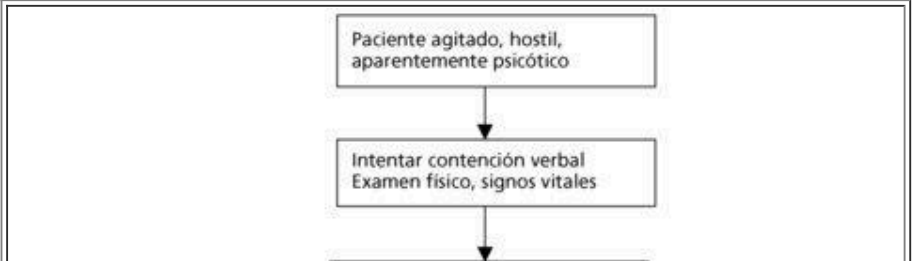 Paciente agitado, hostil,
aparentemente psicótico
Intentar contención verbal
Examen físico, signos vitales